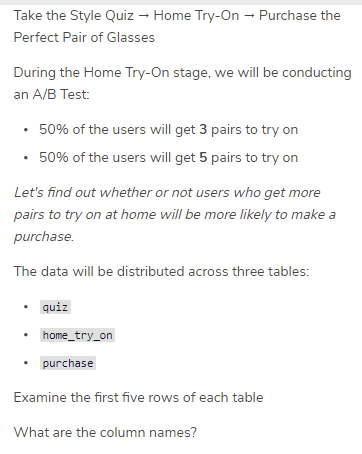 Take the Style Quiz → Home Try-On → Purchase the
Perfect Pair of Glasses
During the Home Try-On stage, we will be conducting
an A/B Test:
• 50% of the users will get 3 pairs to try on
• 50% of the users will get 5 pairs to try on
Let's find out whether or not users who get more
pairs to try on at home will be more likely to make a
purchase.
The data will be distributed across three tables:
• quiz
• home_try_on
• purchase
Examine the first five rows of each table
What are the column names?